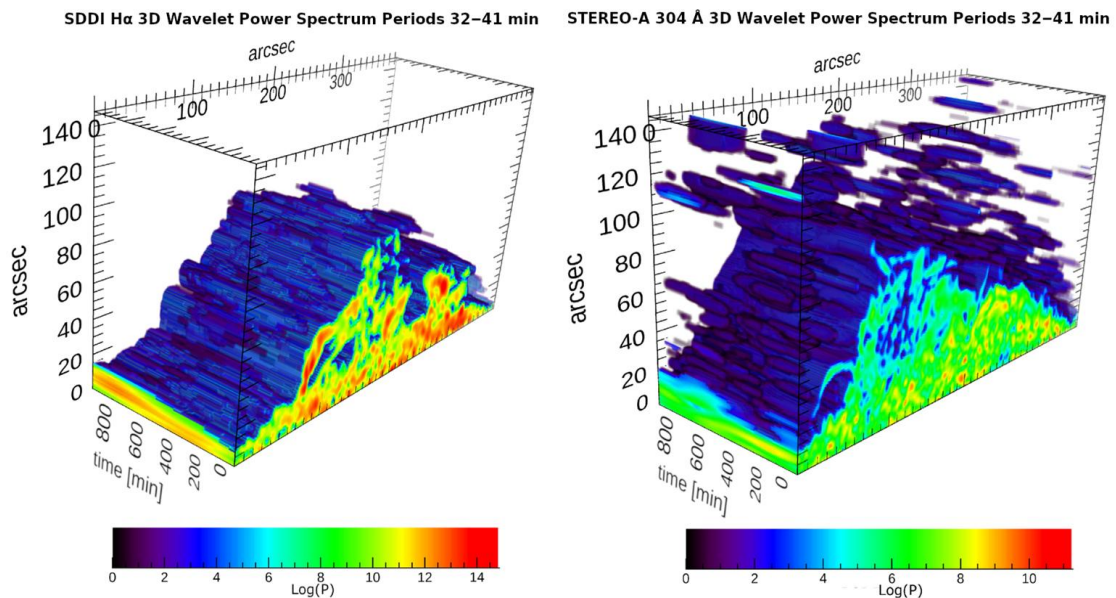 SDDI Hα 3D Wavelet Power Spectrum Periods 32−41 min
arcsec
0 100 200 300
140
120
100
80
60
40
20
0
arcsec
800 600 400 200 0
time [min]
0 2 4 6 8 10 12 14
Log(P)
STEREO-A 304 Å 3D Wavelet Power Spectrum Periods 32−41 min
arcsec
0 100 200 300
140
120
100
80
60
40
20
0
arcsec
800 600 400 200 0
time [min]
0 2 4 6 8 10
Log(P)